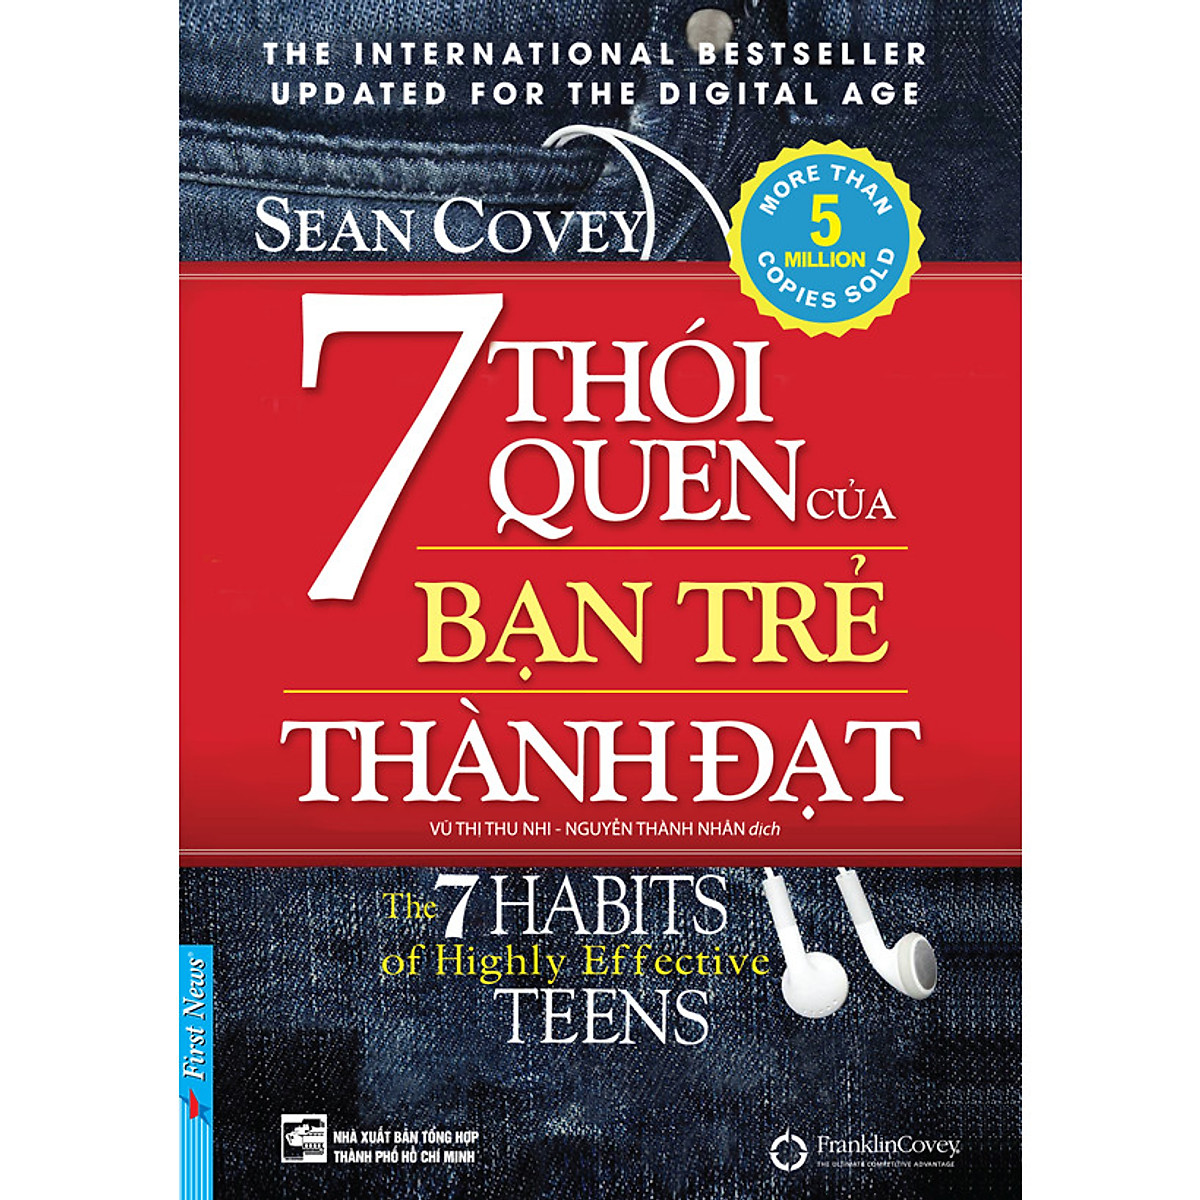 THE INTERNATIONAL BESTSELLER
UPDATED FOR THE DIGITAL AGE
SEAN COVEY
MORE THAN
5
MILLION
COPIES SOLD
7 THÓI
QUEN CỦA
BẠN TRẺ
THÀNH ĐẠT
VŨ THỊ THU NHI - NGUYỄN THÀNH NHÂN dịch
The 7 HABITS
of Highly Effective
TEENS
First News®
NHÀ XUẤT BẢN TỔNG HỢP
THÀNH PHỐ HỒ CHÍ MINH
FranklinCovey
THE ULTIMATE COMPETITIVE ADVANTAGE